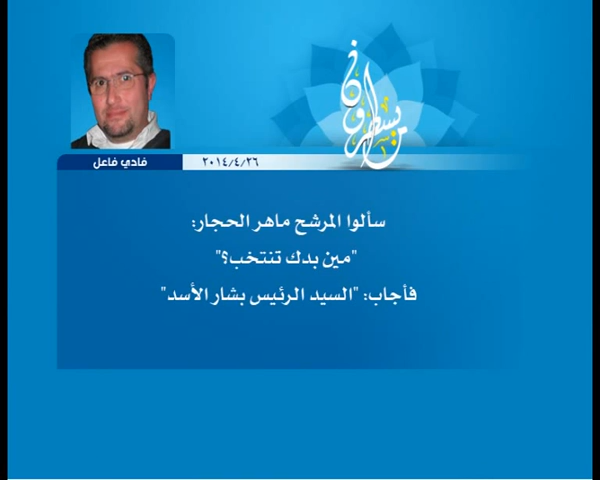 فادي فاعل
٢٠١٤/٤/٢٦
سألوا المرشح ماهر الحجار:
"مين بدك تنتخب؟"
فأجاب: "السيد الرئيس بشار الأسد"